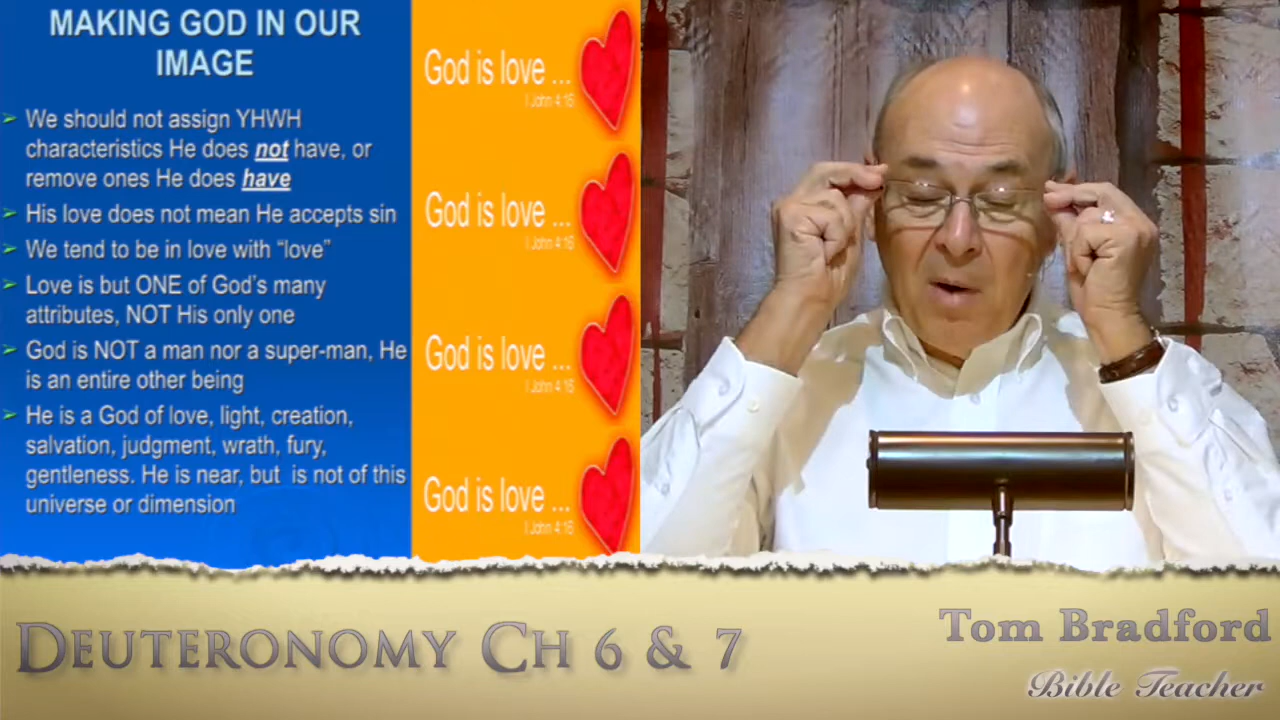 MAKING GOD IN OUR
IMAGE
We should not assign YHWH
characteristics He does not have, or
remove ones He does have
His love does not mean He accepts sin
We tend to be in love with “love”
Love is but ONE of God’s many
attributes, NOT His only one
God is NOT a man nor a super-man, He
is an entire other being
He is a God of love, light, creation,
salvation, judgment, wrath, fury,
gentleness. He is near, but is not of this
universe or dimension
God is love ...
I John 4:16
God is love ...
I John 4:16
God is love ...
I John 4:16
God is love ...
I John 4:16
DEUTERONOMY CH 6 & 7
Tom Bradford
Bible Teacher